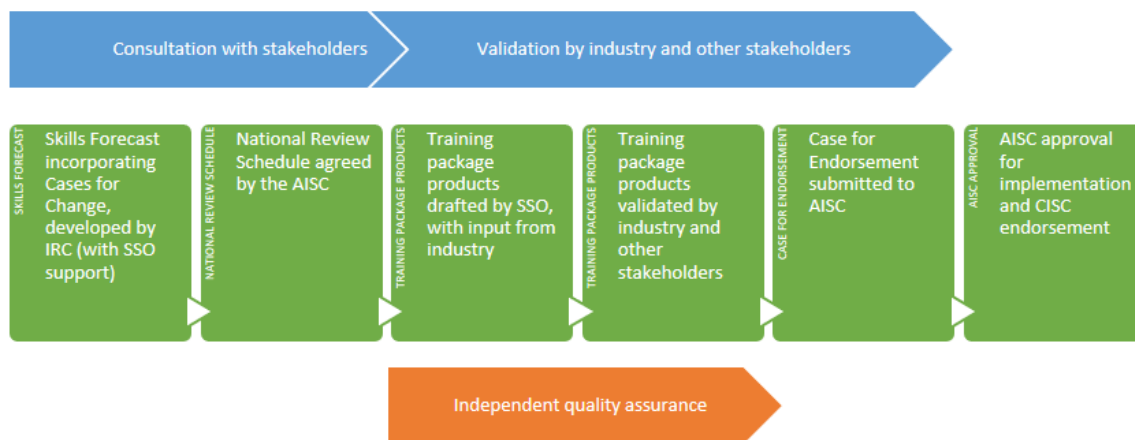 Consultation with stakeholders
Validation by industry and other stakeholders
SKILLS FORECAST
Skills Forecast
incorporating
Cases for
Change,
developed by
IRC (with SSO
support)
NATIONAL REVIEW SCHEDULE
National Review
Schedule agreed
by the AISC
TRAINING PACKAGE PRODUCTS
Training
package
products
drafted by SSO,
with input from
industry
TRAINING PACKAGE PRODUCTS
Training
package
products
validated by
industry and
other
stakeholders
CASE FOR ENDORSEMENT
Case for
Endorsement
submitted to
AISC
AISC APPROVAL
AISC approval
for
implementation
and CISC
endorsement
Independent quality assurance